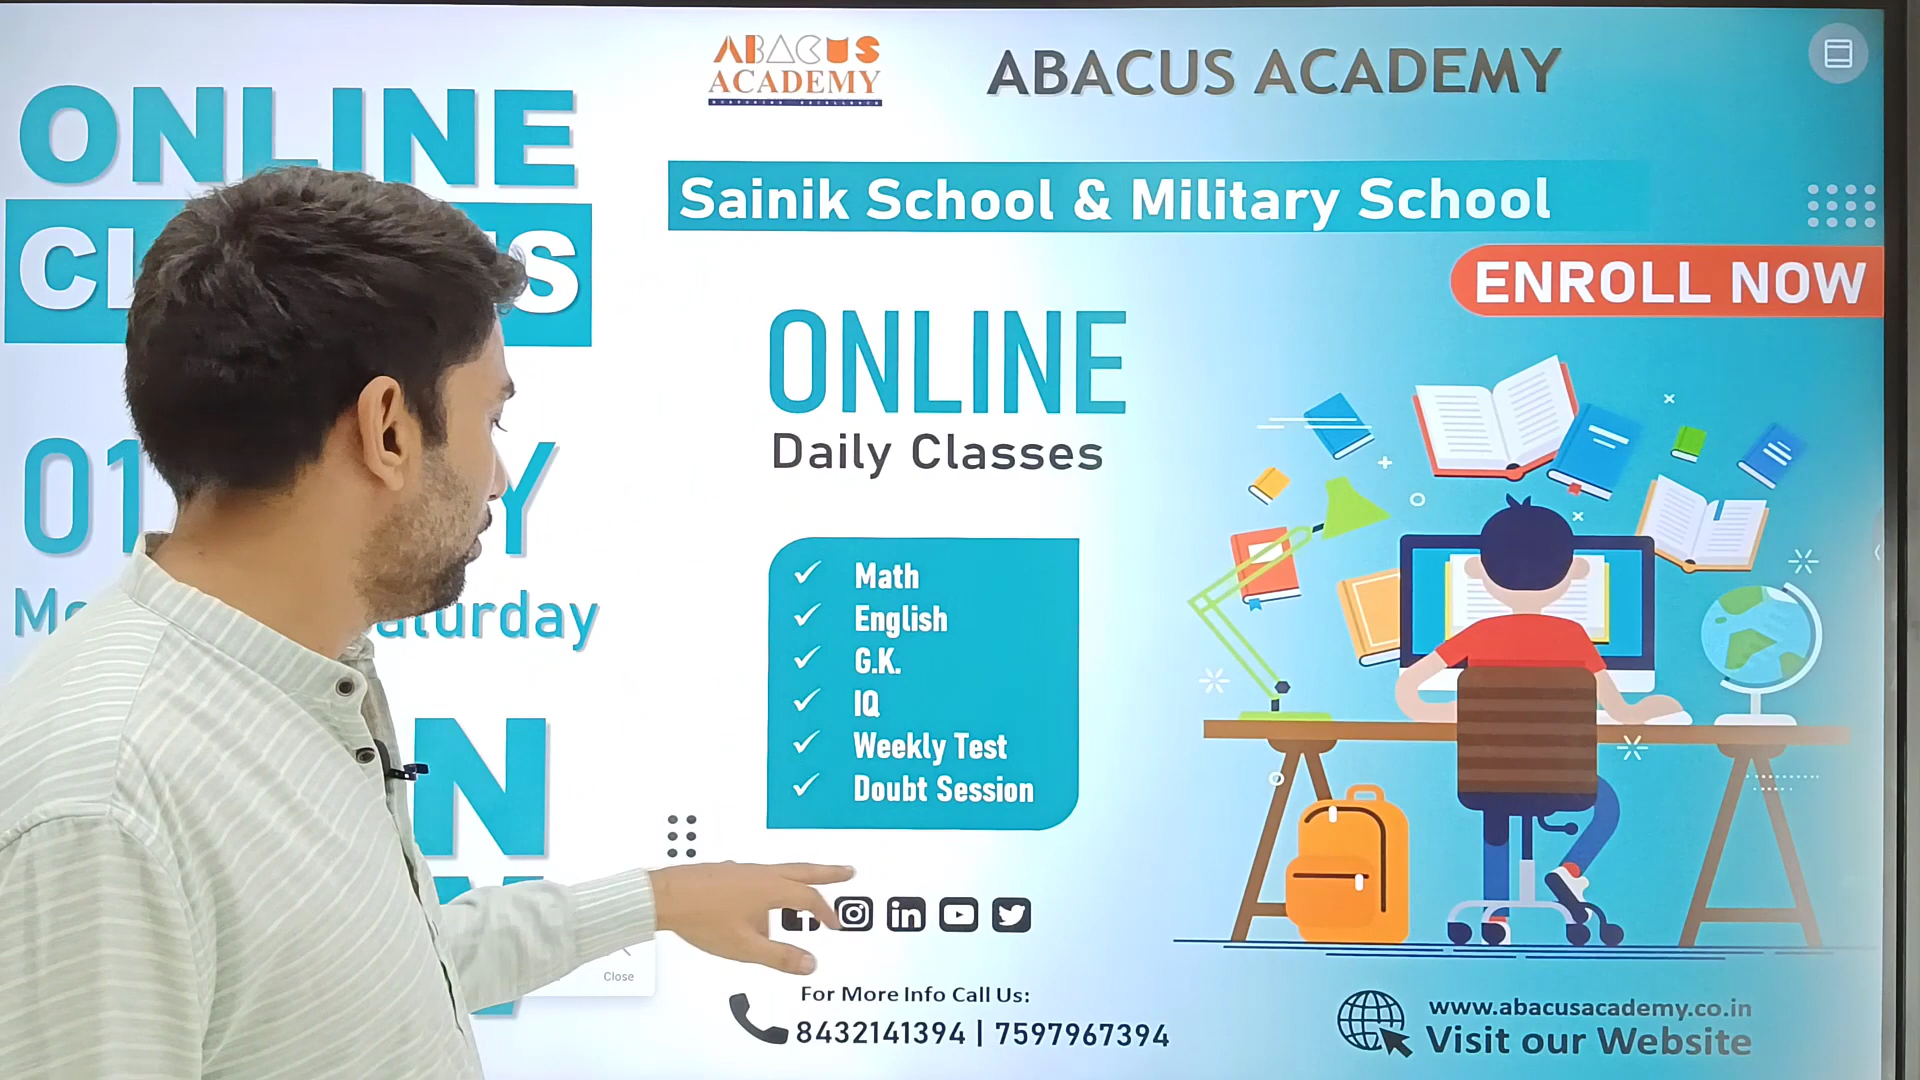 ONLINE
01
ABACUS
ACADEMY
ABACUS ACADEMY
Sainik School & Military School
ENROLL NOW
ONLINE
Daily Classes
✓ Math
✓ English
✓ G.K.
✓ IQ
✓ Weekly Test
✓ Doubt Session
Close
For More Info Call Us:
8432141394 | 7597967394
www.abacusacademy.co.in
Visit our Website